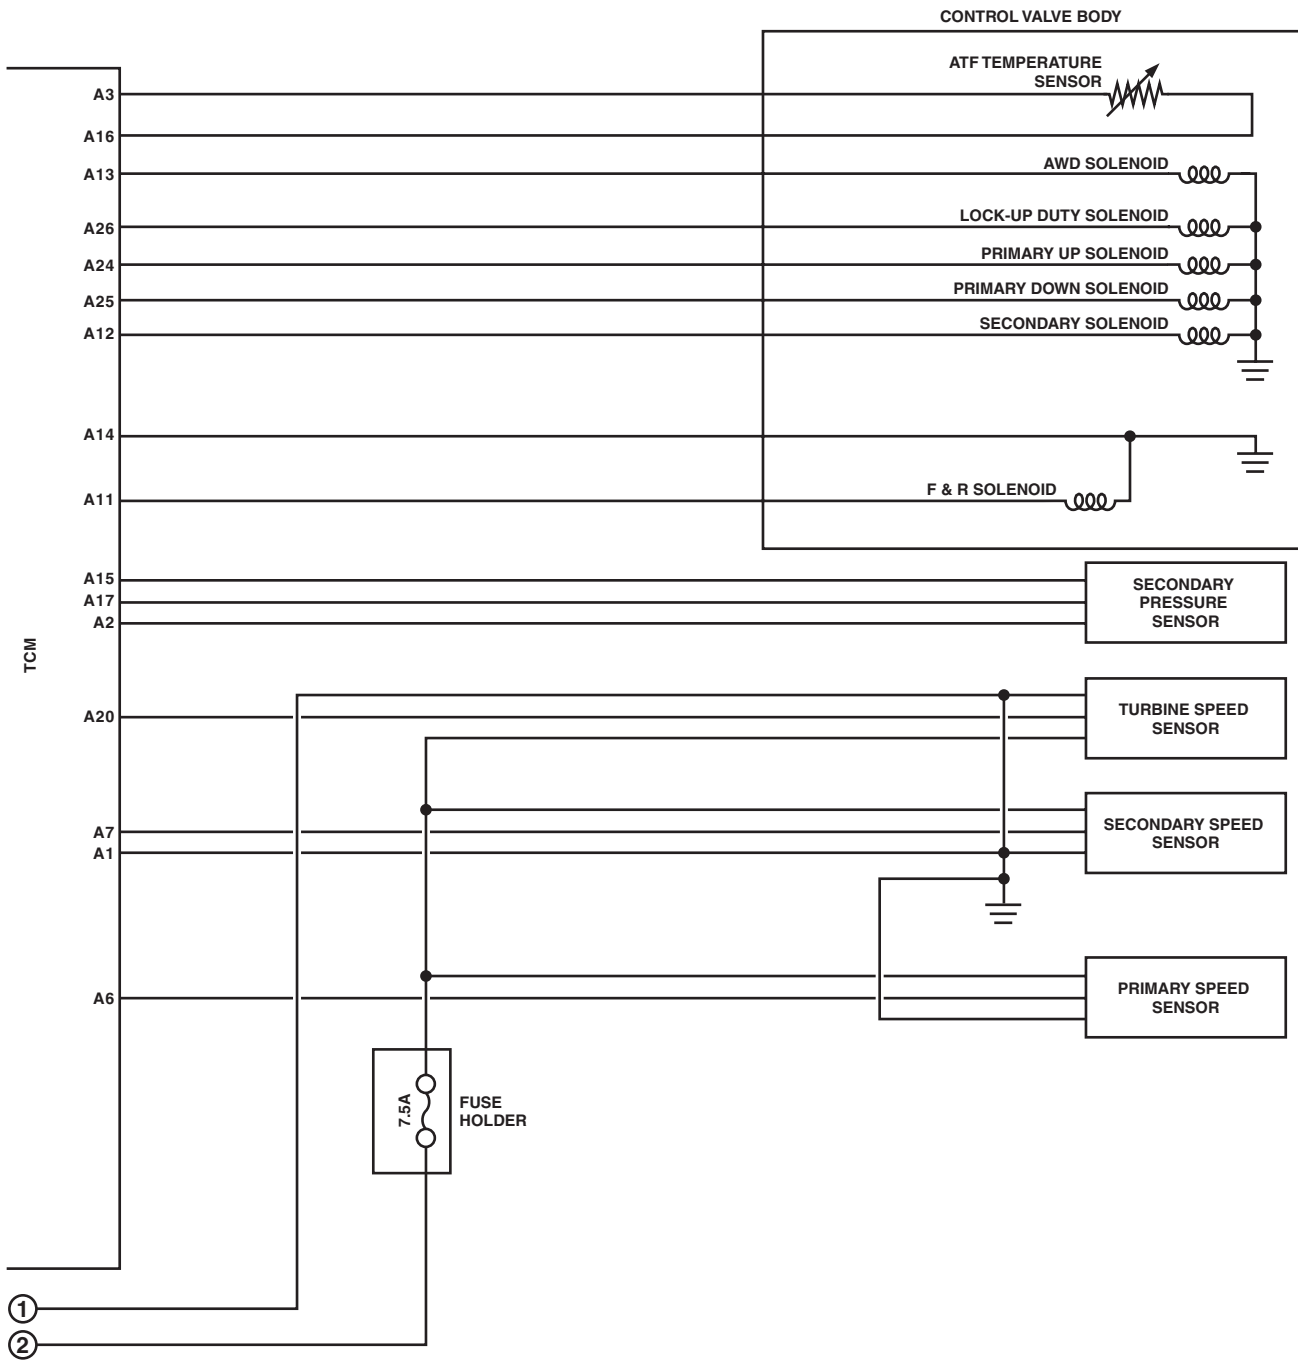 CONTROL VALVE BODY
ATF TEMPERATURE
SENSOR
A3
A16
AWD SOLENOID
A13
LOCK-UP DUTY SOLENOID
A26
PRIMARY UP SOLENOID
A24
PRIMARY DOWN SOLENOID
A25
SECONDARY SOLENOID
A12
A14
F & R SOLENOID
A11
A15
A17
A2
SECONDARY
PRESSURE
SENSOR
TCM
A20
TURBINE SPEED
SENSOR
A7
A1
SECONDARY SPEED
SENSOR
A6
PRIMARY SPEED
SENSOR
7.5A
FUSE
HOLDER
1
2